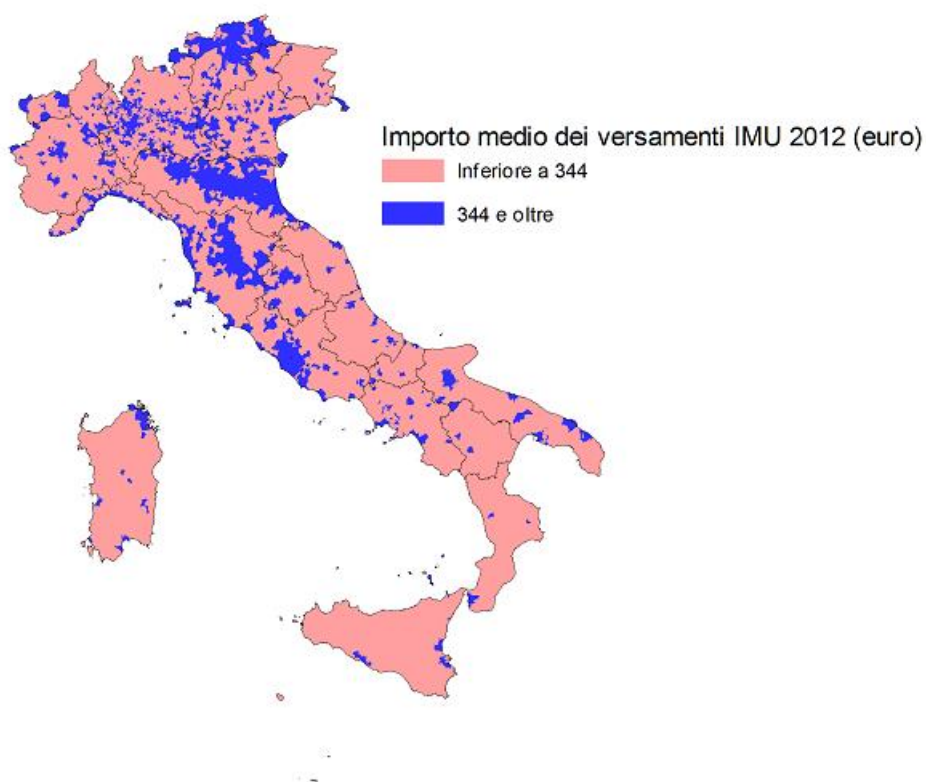 Importo medio dei versamenti IMU 2012 (euro)
Inferiore a 344
344 e oltre